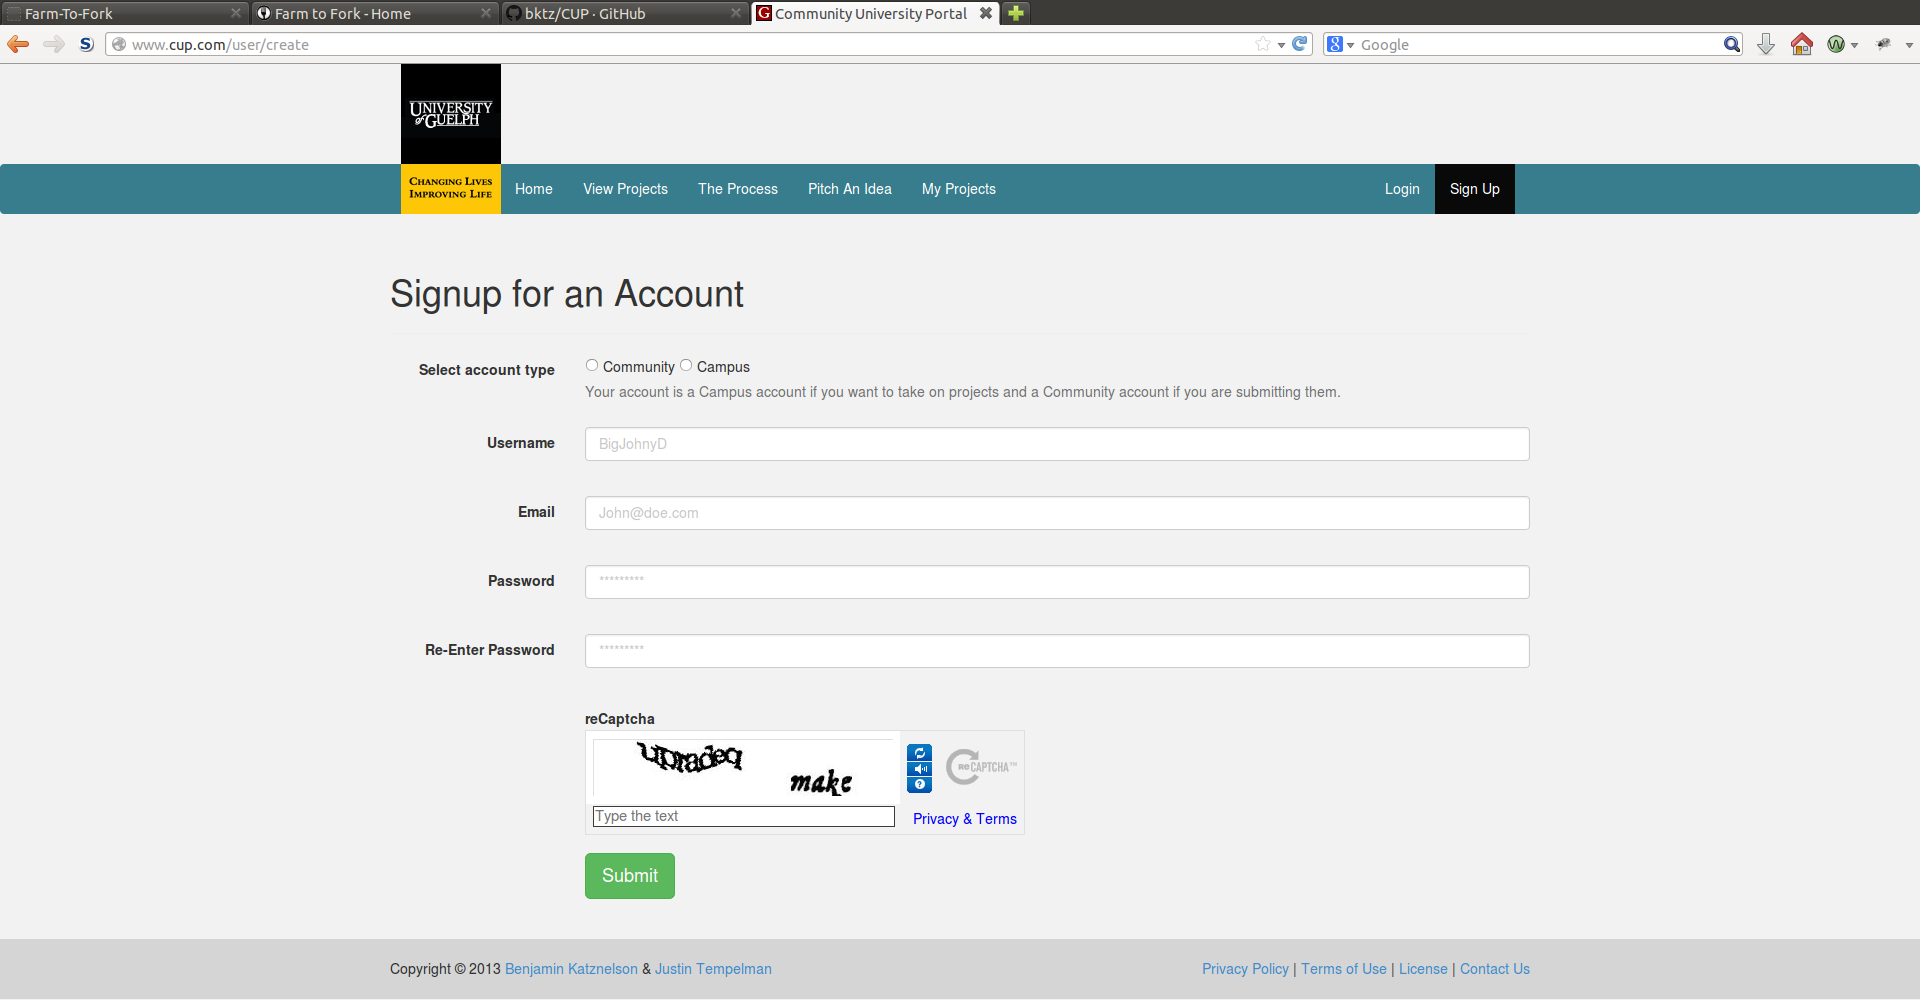 Farm-To-Fork
Farm to Fork - Home
bktz/CUP · GitHub
Community University Portal
www.cup.com/user/create
Google
UNIVERSITY
of GUELPH
CHANGING LIVES
IMPROVING LIFE
Home
View Projects
The Process
Pitch An Idea
My Projects
Login
Sign Up
Signup for an Account
Select account type
Community
Campus
Your account is a Campus account if you want to take on projects and a Community account if you are submitting them.
Username
BigJohnyD
Email
John@doe.com
Password
*********
Re-Enter Password
*********
reCaptcha
upradeq
make
reCAPTCHA™
Type the text
Privacy & Terms
Submit
Copyright © 2013 Benjamin Katznelson & Justin Tempelman
Privacy Policy | Terms of Use | License | Contact Us